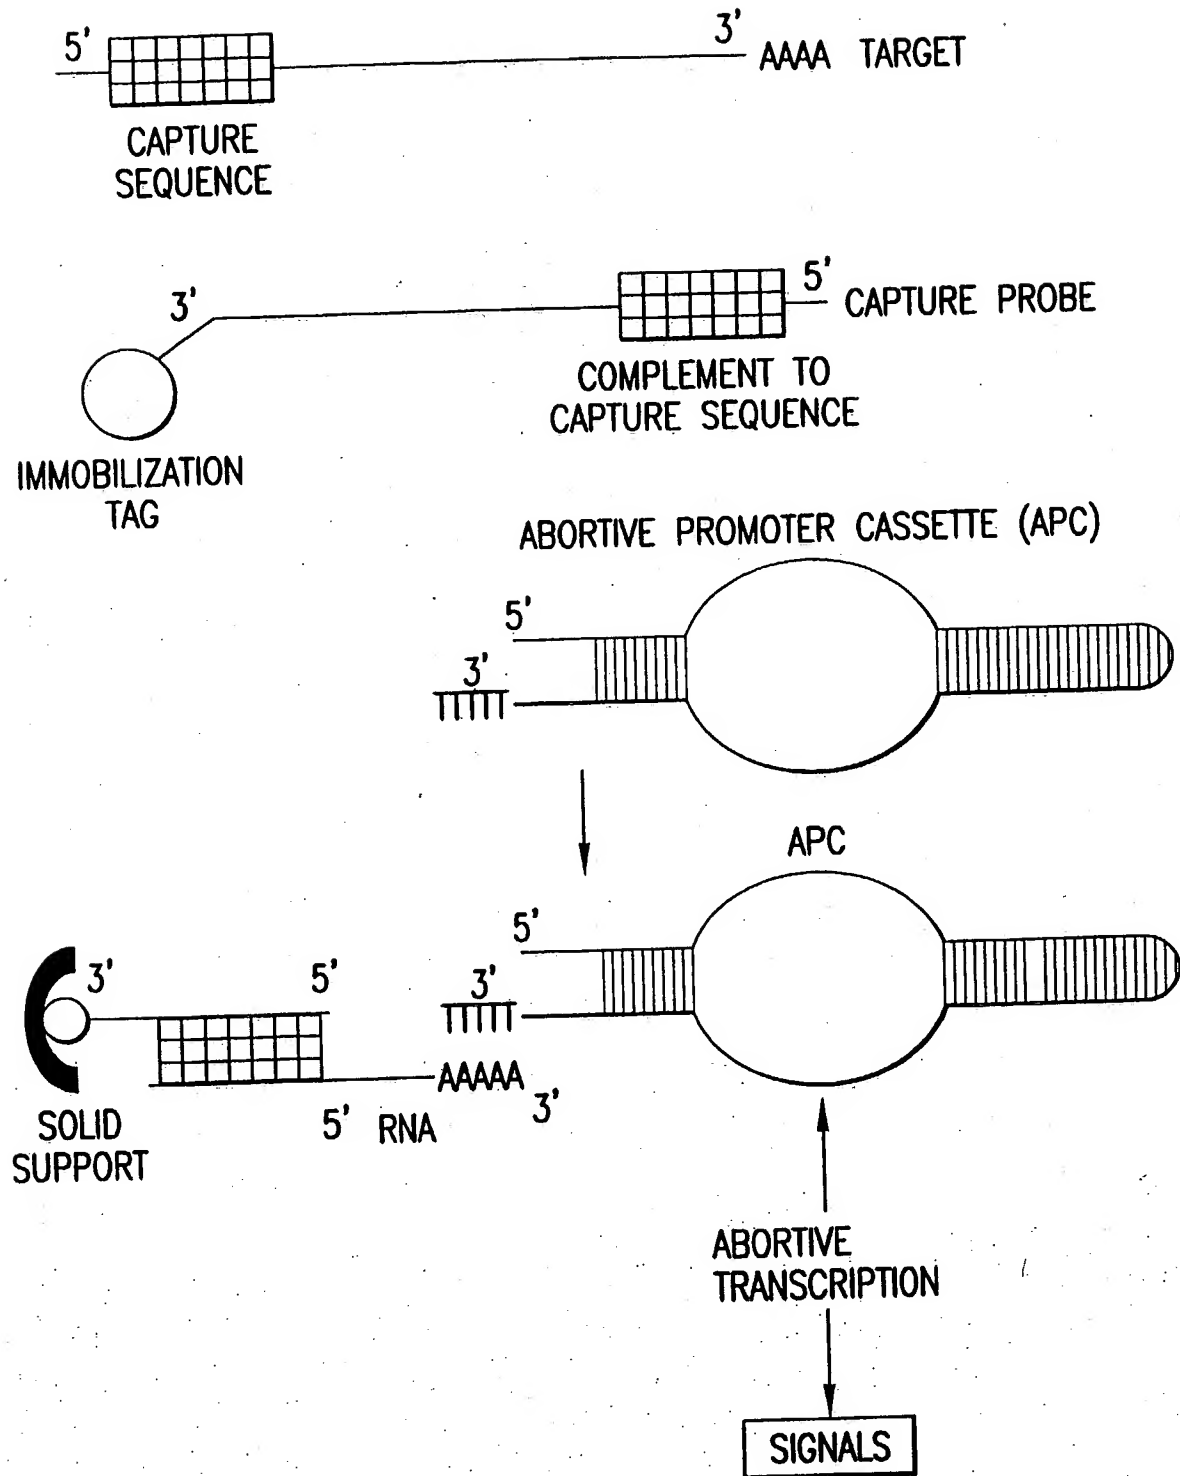 5' 3' AAAA TARGET
CAPTURE
SEQUENCE
3' 5' CAPTURE PROBE
COMPLEMENT TO
CAPTURE SEQUENCE
IMMOBILIZATION
TAG
ABORTIVE PROMOTER CASSETTE (APC)
5'
3'
TTTTT
APC
5'
3' 5' 3'
TTTTT
AAAAA
3'
5' RNA
SOLID
SUPPORT
ABORTIVE
TRANSCRIPTION
SIGNALS